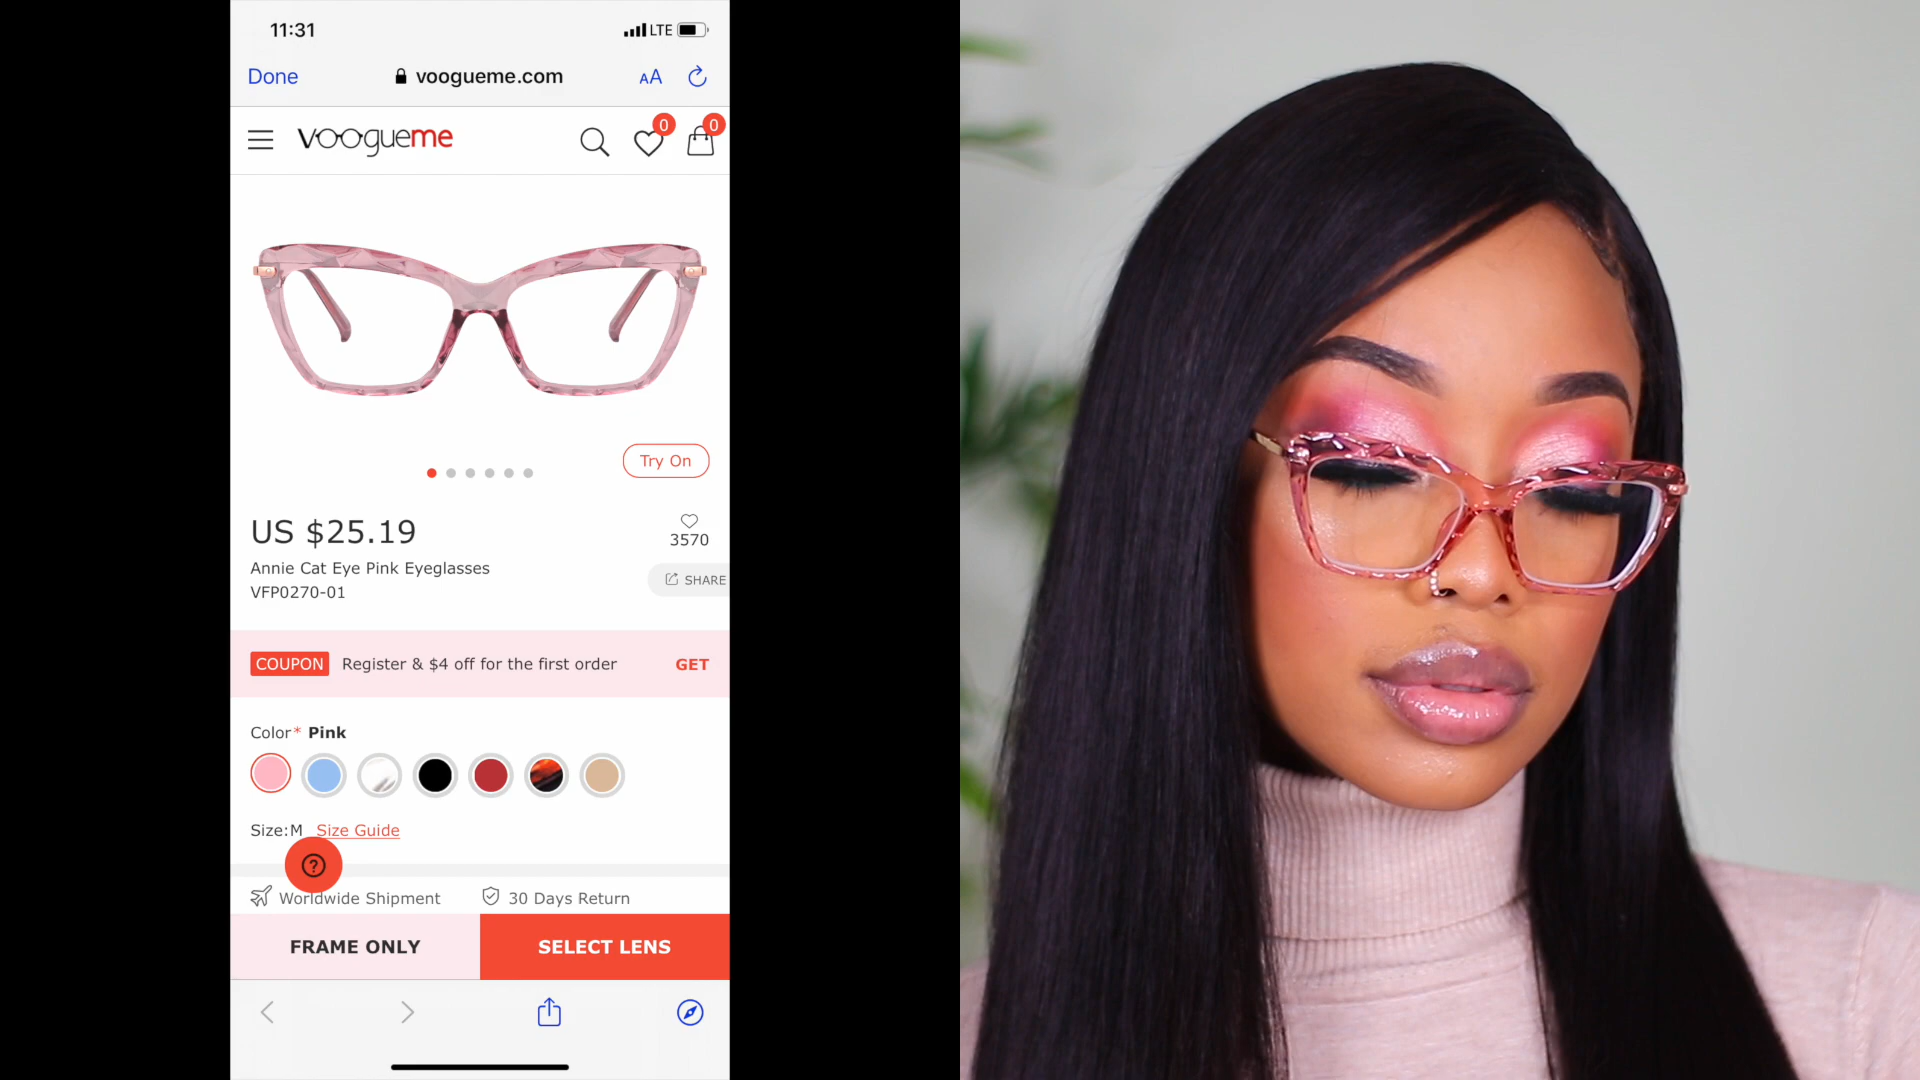 11:31
LTE
Done
voogueme.com
AA
voogueme
0
0
Try On
US $25.19
3570
Annie Cat Eye Pink Eyeglasses
VFP0270-01
SHARE
COUPON Register & $4 off for the first order GET
Color* Pink
Size:M Size Guide
?
Worldwide Shipment
30 Days Return
FRAME ONLY
SELECT LENS